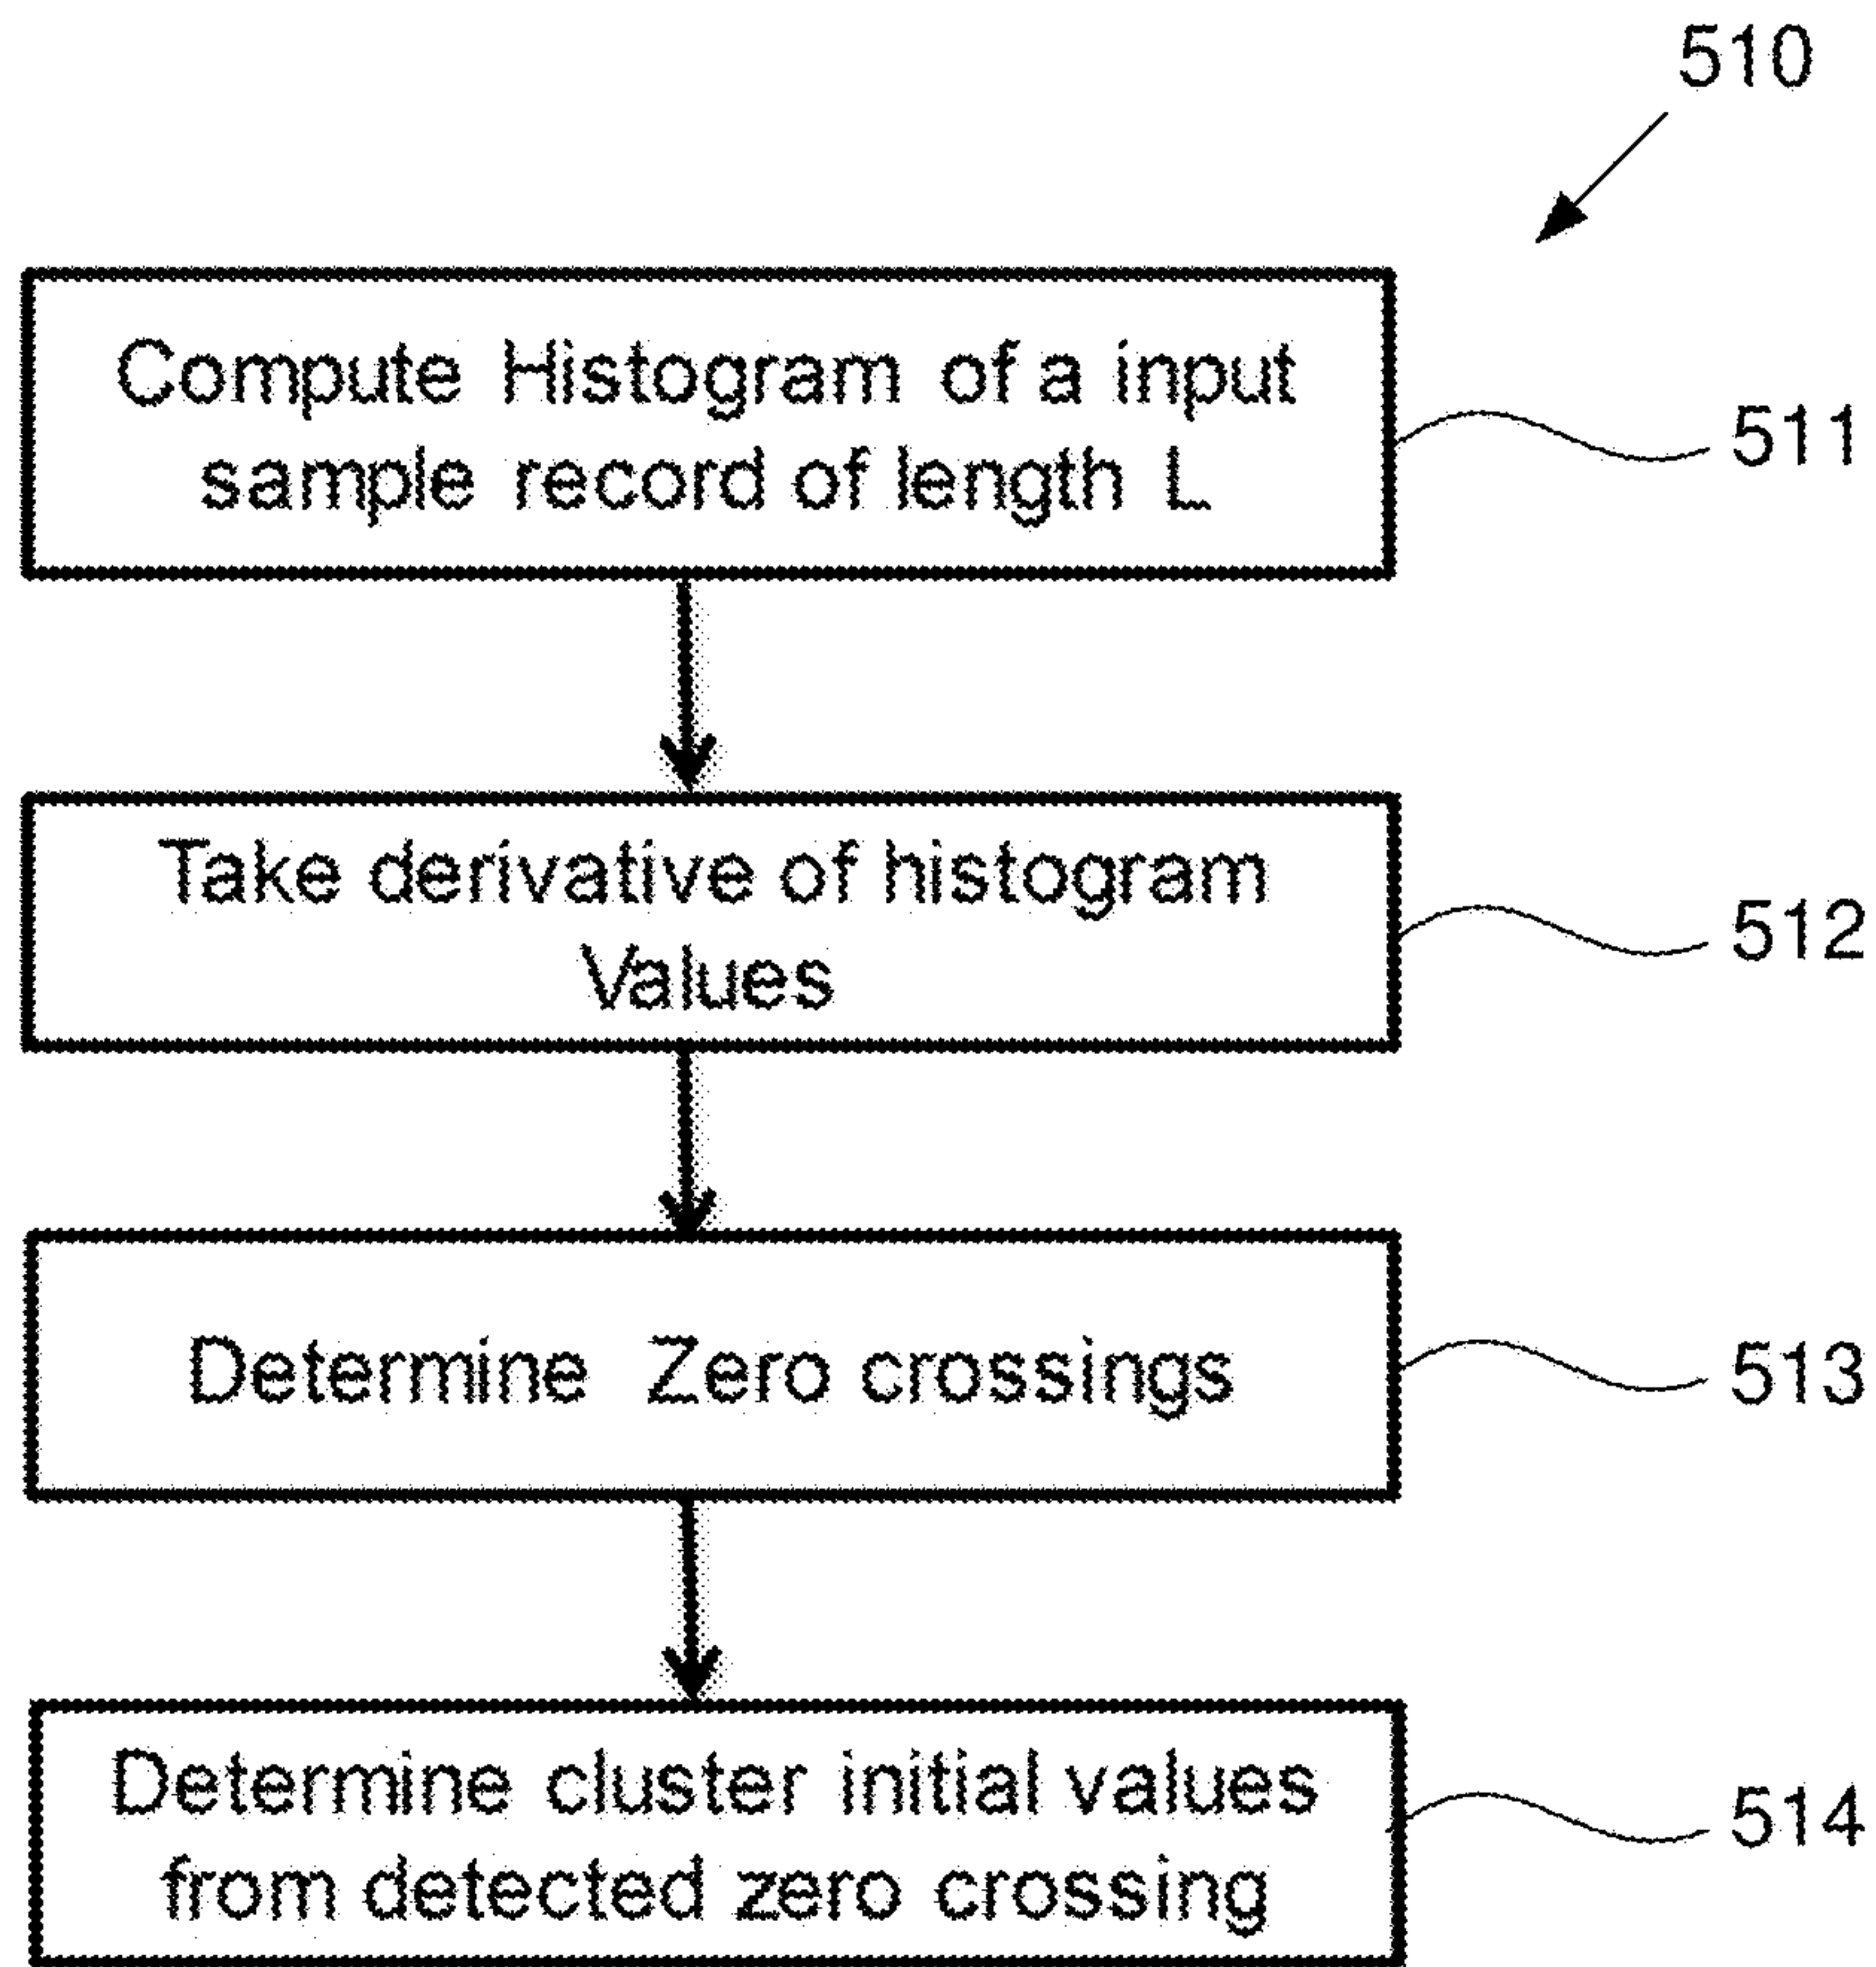 510
Compute Histogram of a input
sample record of length L
511
Take derivative of histogram
Values
512
Determine Zero crossings
513
Determine cluster initial values
from detected zero crossing
514